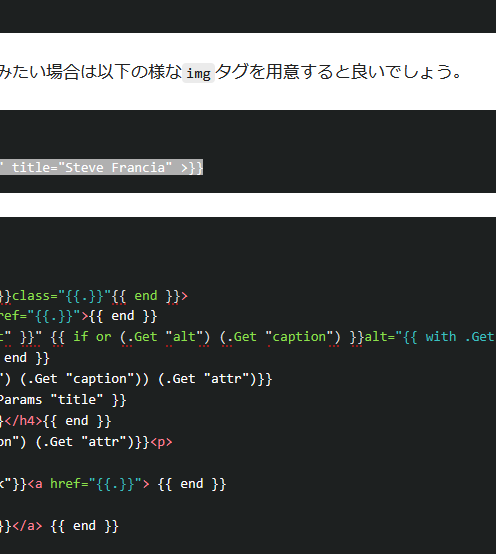 みたい場合は以下の様なimgタグを用意すると良いでしょう。
" title="Steve Francia" >}}
}}class="{{.}}"{{ end }}>
ref="{{.}}">{{ end }}
c" }}" {{ if or (.Get "alt") (.Get "caption") }}alt="{{ with .Get
end }}
") (.Get "caption")) (.Get "attr")}}
Params "title" }}
}</h4>{{ end }}
on") (.Get "attr")}}<p>
k"}}<a href="{{.}}"> {{ end }}
}}</a> {{ end }}